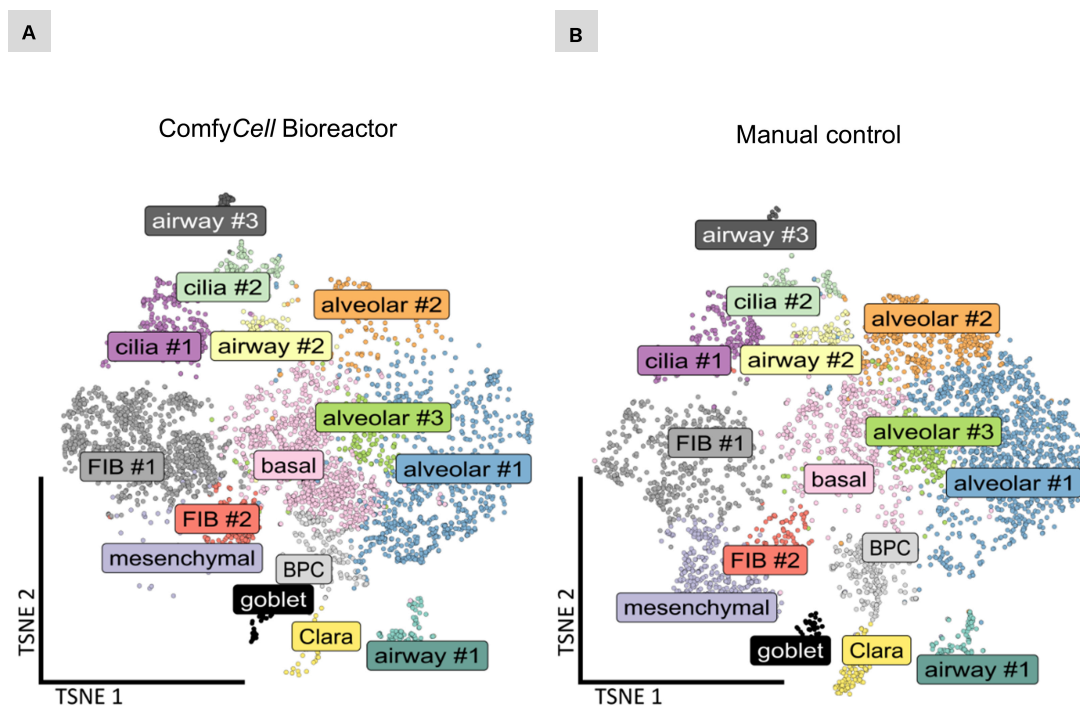 A
ComfyCell Bioreactor
airway #3
cilia #2
alveolar #2
cilia #1
airway #2
alveolar #3
FIB #1
basal
alveolar #1
FIB #2
mesenchymal
BPC
goblet
Clara
airway #1
TSNE 2
TSNE 1
B
Manual control
airway #3
cilia #2
alveolar #2
cilia #1
airway #2
alveolar #3
FIB #1
basal
alveolar #1
BPC
FIB #2
mesenchymal
goblet
Clara
airway #1
TSNE 2
TSNE 1